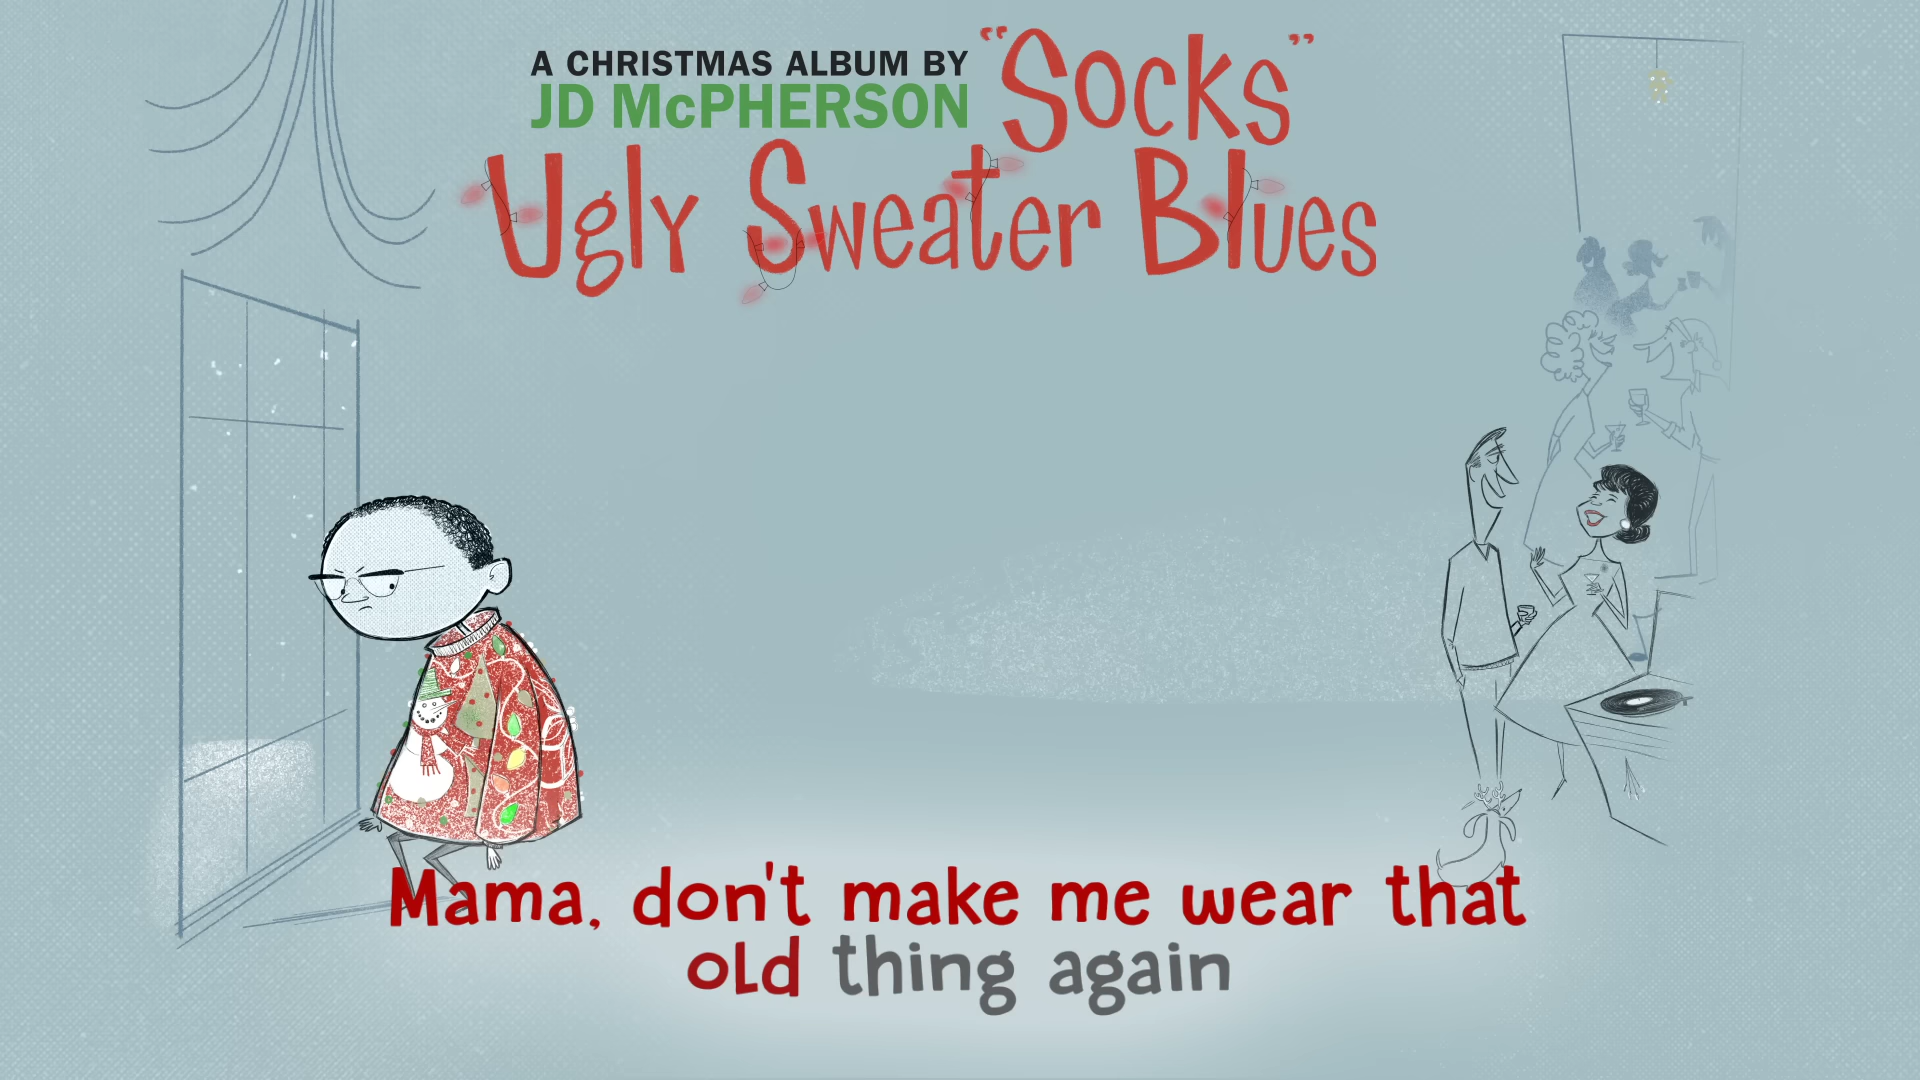 A CHRISTMAS ALBUM BY
JD McPHERSON
"Socks"
Ugly Sweater Blues
Mama, don't make me wear that
old thing again